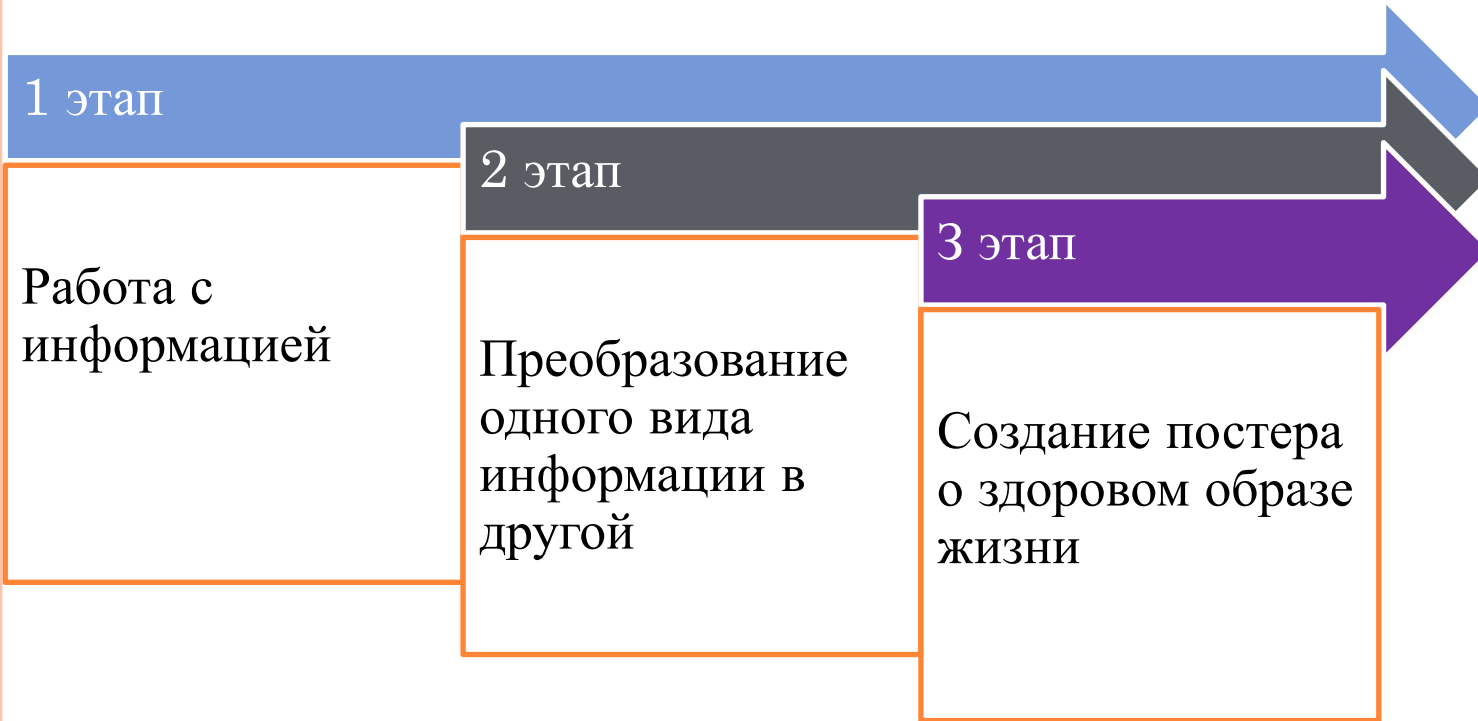 1 этап
Работа с
информацией
2 этап
Преобразование
одного вида
информации в
другой
3 этап
Создание постера
о здоровом образе
жизни